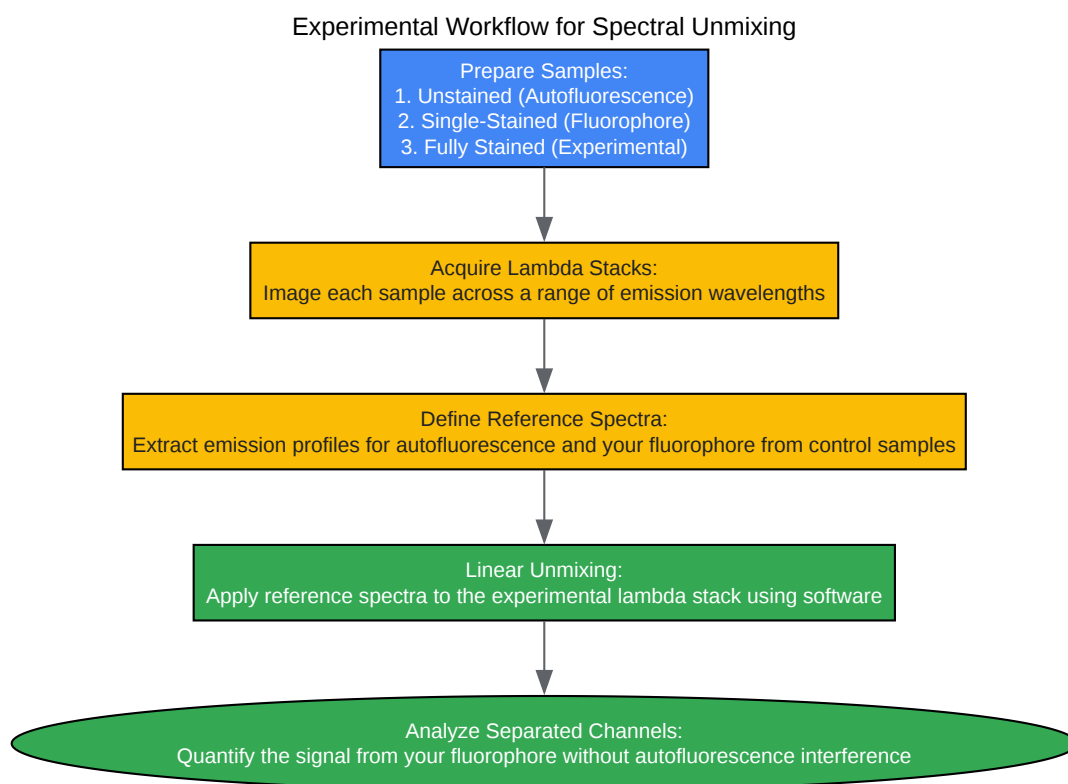 Experimental Workflow for Spectral Unmixing
Prepare Samples:
1. Unstained (Autofluorescence)
2. Single-Stained (Fluorophore)
3. Fully Stained (Experimental)
Acquire Lambda Stacks:
Image each sample across a range of emission wavelengths
Define Reference Spectra:
Extract emission profiles for autofluorescence and your fluorophore from control samples
Linear Unmixing:
Apply reference spectra to the experimental lambda stack using software
Analyze Separated Channels:
Quantify the signal from your fluorophore without autofluorescence interference